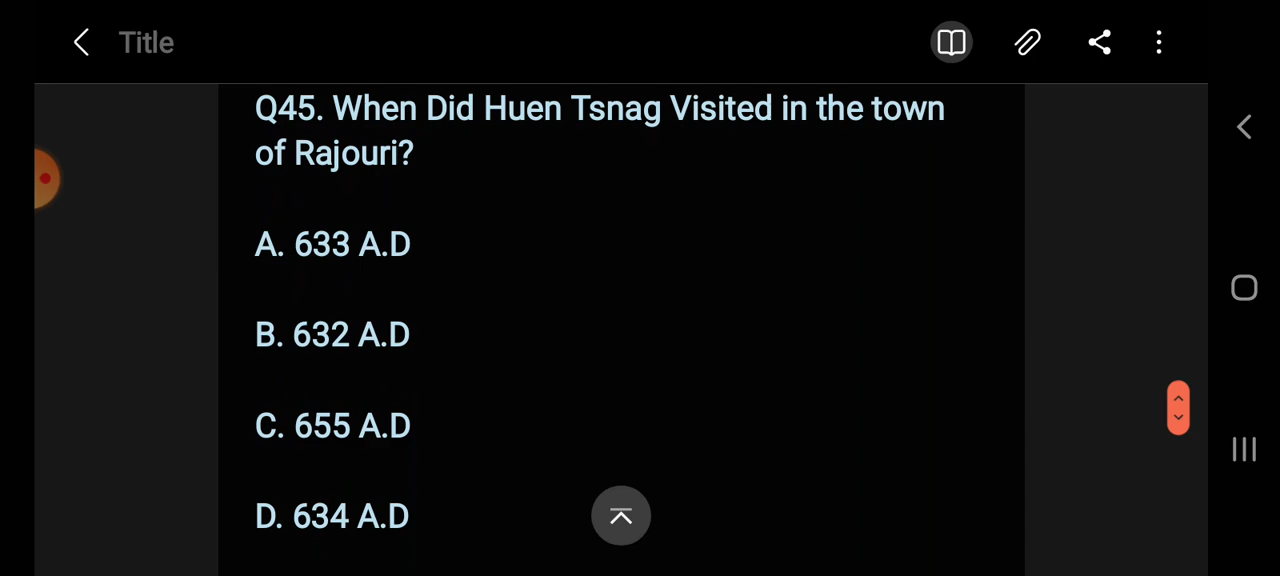 Title
Q45. When Did Huen Tsnag Visited in the town
of Rajouri?
A. 633 A.D
B. 632 A.D
C. 655 A.D
D. 634 A.D